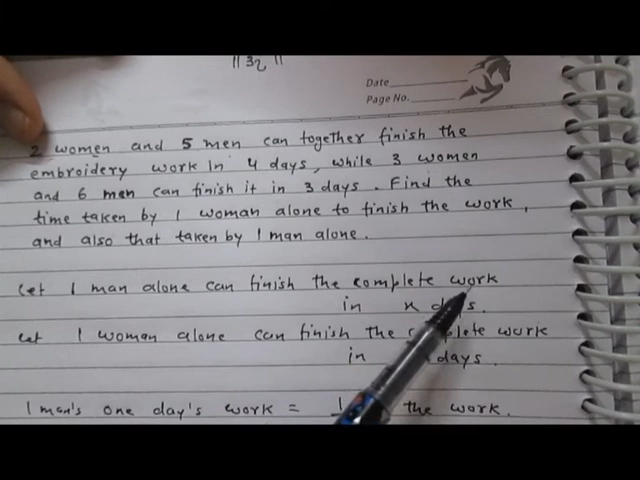 || ૐ ||
Date
Page No.
2 women and 5 men can together finish the
embroidery work in 4 days, while 3 women
and 6 men can finish it in 3 days. Find the
time taken by 1 woman alone to finish the work,
and also that taken by 1 man alone.
Let 1 man alone can finish the complete work
in x days.
Let 1 woman alone can finish the complete work
in days.
1 man's one day's work = 1 the work.